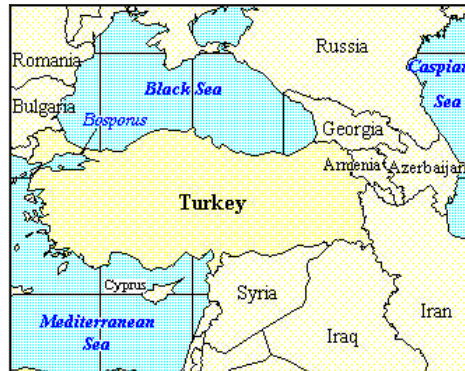 Romania
Russia
Caspian
Sea
Black Sea
Bulgaria
Bosporus
Georgia
Armenia
Azerbaijan
Turkey
Cyprus
Syria
Mediterranean
Sea
Iraq
Iran